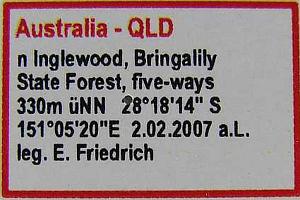 Australia - QLD
n Inglewood, Bringalily
State Forest, five-ways
330m üNN 28°18'14" S
151°05'20"E 2.02.2007 a.L.
leg. E. Friedrich